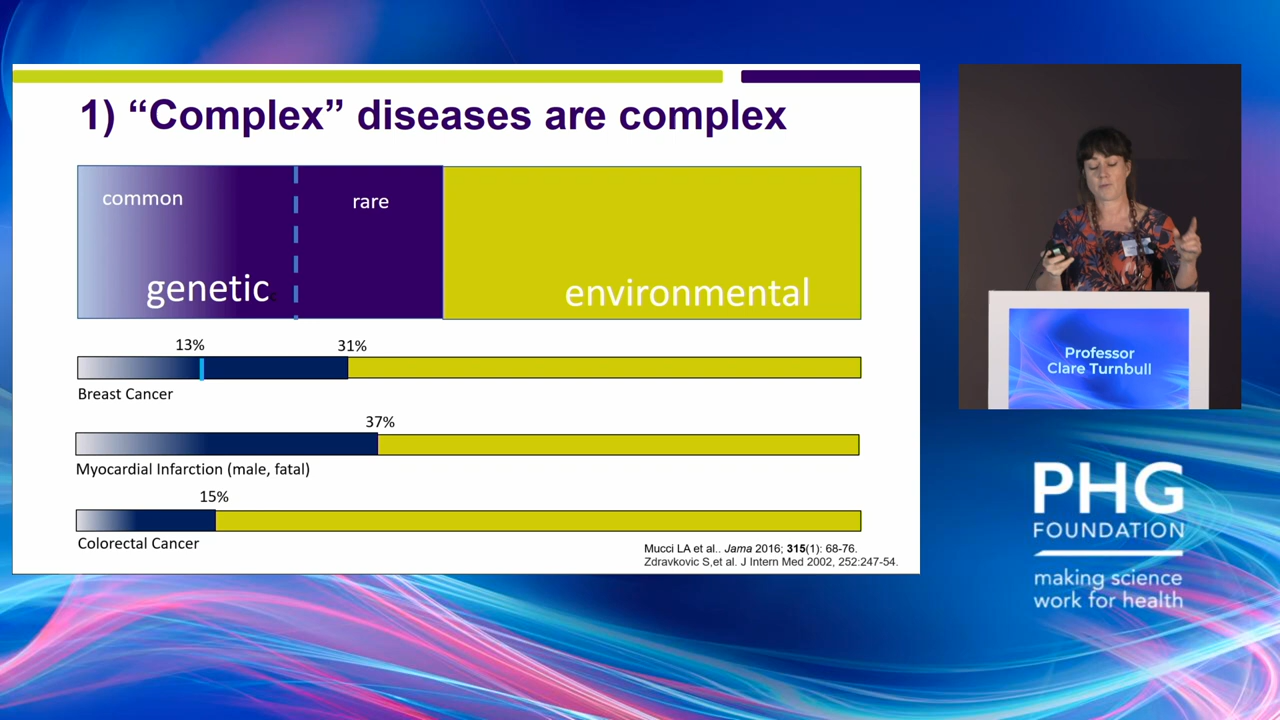 1) “Complex” diseases are complex
common
rare
genetic
environmental
13%
31%
Breast Cancer
37%
Myocardial Infarction (male, fatal)
15%
Colorectal Cancer
Mucci LA et al.. Jama 2016; 315(1): 68-76.
Zdravkovic S,et al. J Intern Med 2002, 252:247-54.
Professor
Clare Turnbull
PHG
FOUNDATION
making science
work for health